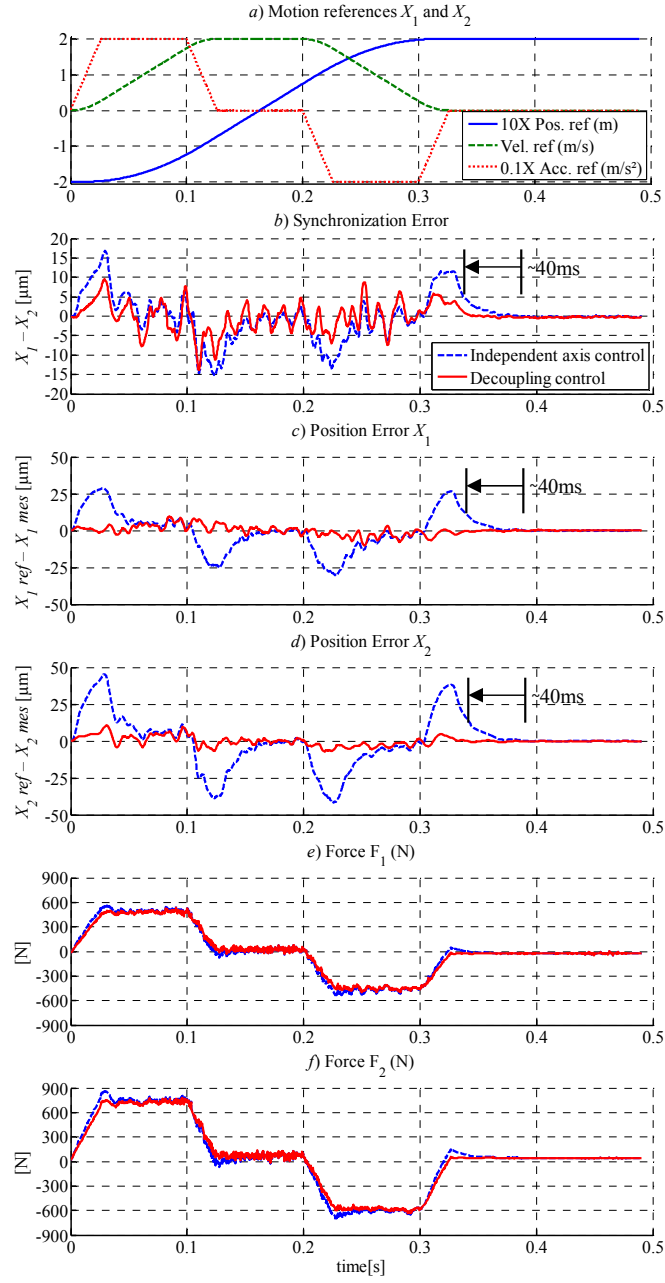 a) Motion references X1 and X2
2
1
0
-1
-2
0 0.1 0.2 0.3 0.4 0.5
10X Pos. ref (m)
Vel. ref (m/s)
0.1X Acc. ref (m/s²)
b) Synchronization Error
X1 – X2 [µm]
20
15
10
5
0
-5
-10
-15
-20
0 0.1 0.2 0.3 0.4 0.5
~40ms
Independent axis control
Decoupling control
c) Position Error X1
X1 ref – X1 mes [µm]
50
25
0
-25
-50
0 0.1 0.2 0.3 0.4 0.5
~40ms
d) Position Error X2
X2 ref – X2 mes [µm]
50
25
0
-25
-50
0 0.1 0.2 0.3 0.4 0.5
~40ms
e) Force F1 (N)
[N]
900
600
300
0
-300
-600
-900
0 0.1 0.2 0.3 0.4 0.5
f) Force F2 (N)
[N]
900
600
300
0
-300
-600
-900
0 0.1 0.2 0.3 0.4 0.5
time[s]